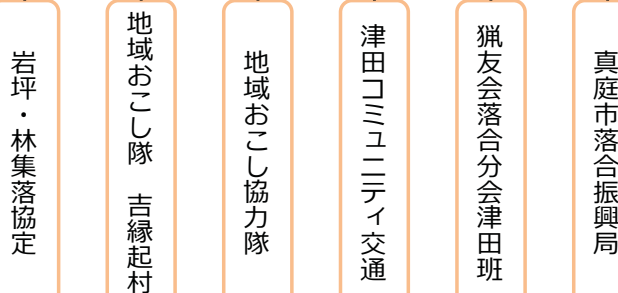 真庭市落合振興局
猟友会落合分会津田班
津田コミュニティ交通
地域おこし協力隊
地域おこし隊　吉縁起村
岩坪・林集落協定